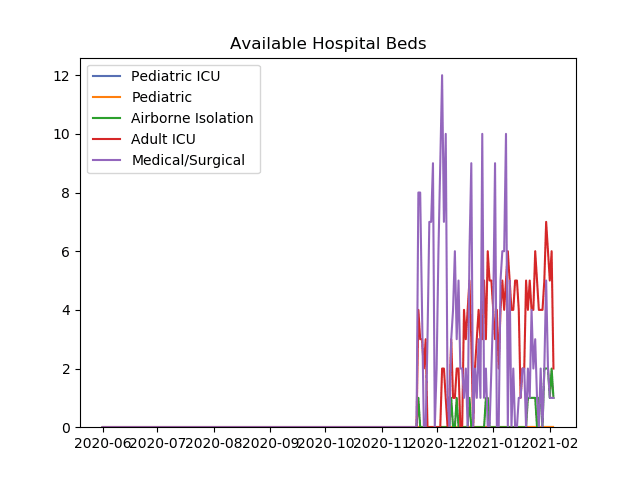 Available Hospital Beds
Pediatric ICU
Pediatric
Airborne Isolation
Adult ICU
Medical/Surgical
12
10
8
6
4
2
0
2020-06 2020-07 2020-08 2020-09 2020-10 2020-11 2020-12 2021-01 2021-02